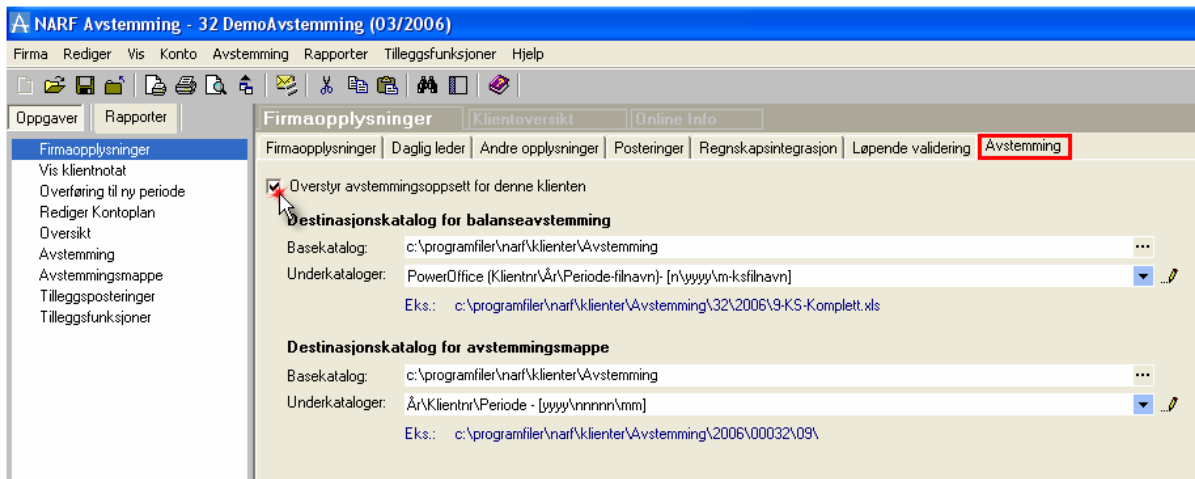 NARF Avstemming - 32 DemoAvstemming (03/2006)
Firma Rediger Vis Konto Avstemming Rapporter Tilleggsfunksjoner Hjelp
Oppgaver Rapporter
Firmaopplysninger Klientoversikt Online Info
Firmaopplysninger Daglig leder Andre opplysninger Posteringer Regnskapsintegrasjon Løpende validering Avstemming
Firmaopplysninger
Vis klientnotat
Overføring til ny periode
Rediger Kontoplan
Oversikt
Avstemming
Avstemmingsmappe
Tilleggsposteringer
Tilleggsfunksjoner
Overstyr avstemmingsoppsett for denne klienten
Destinasjonskatalog for balanseavstemming
Basekatalog: c:\programfiler\narf\klienter\Avstemming ...
Underkataloger: PowerOffice (Klientnr\År\Periode-filnavn)- [n\yyyy\m-ksfilnavn]
Eks.: c:\programfiler\narf\klienter\Avstemming\32\2006\9-KS-Komplett.xls
Destinasjonskatalog for avstemmingsmappe
Basekatalog: c:\programfiler\narf\klienter\Avstemming ...
Underkataloger: År\Klientnr\Periode - [yyyy\nnnnn\mm]
Eks.: c:\programfiler\narf\klienter\Avstemming\2006\00032\09\